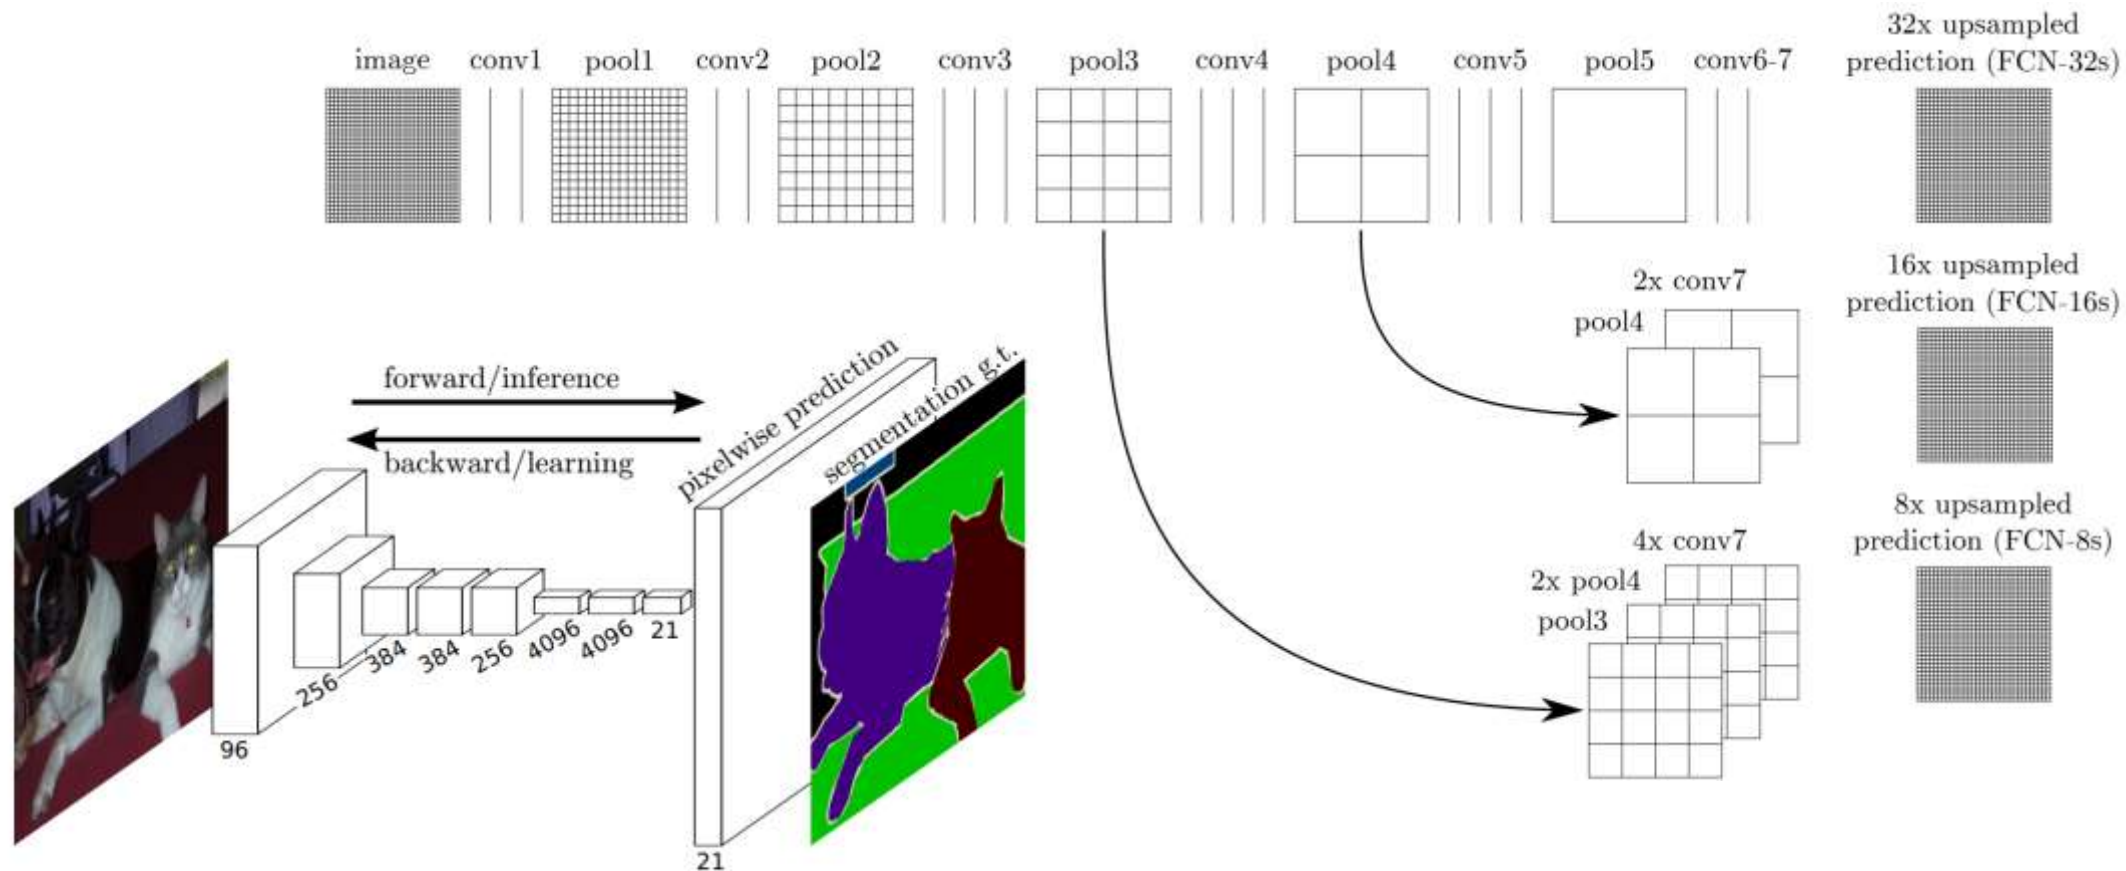 image
conv1
pool1
conv2
pool2
conv3
pool3
conv4
pool4
conv5
pool5
conv6-7
32x upsampled
prediction (FCN-32s)
2x conv7
pool4
16x upsampled
prediction (FCN-16s)
4x conv7
2x pool4
pool3
8x upsampled
prediction (FCN-8s)
forward/inference
backward/learning
pixelwise prediction
segmentation g.t.
96
256
384
384
256
4096
4096
21
21